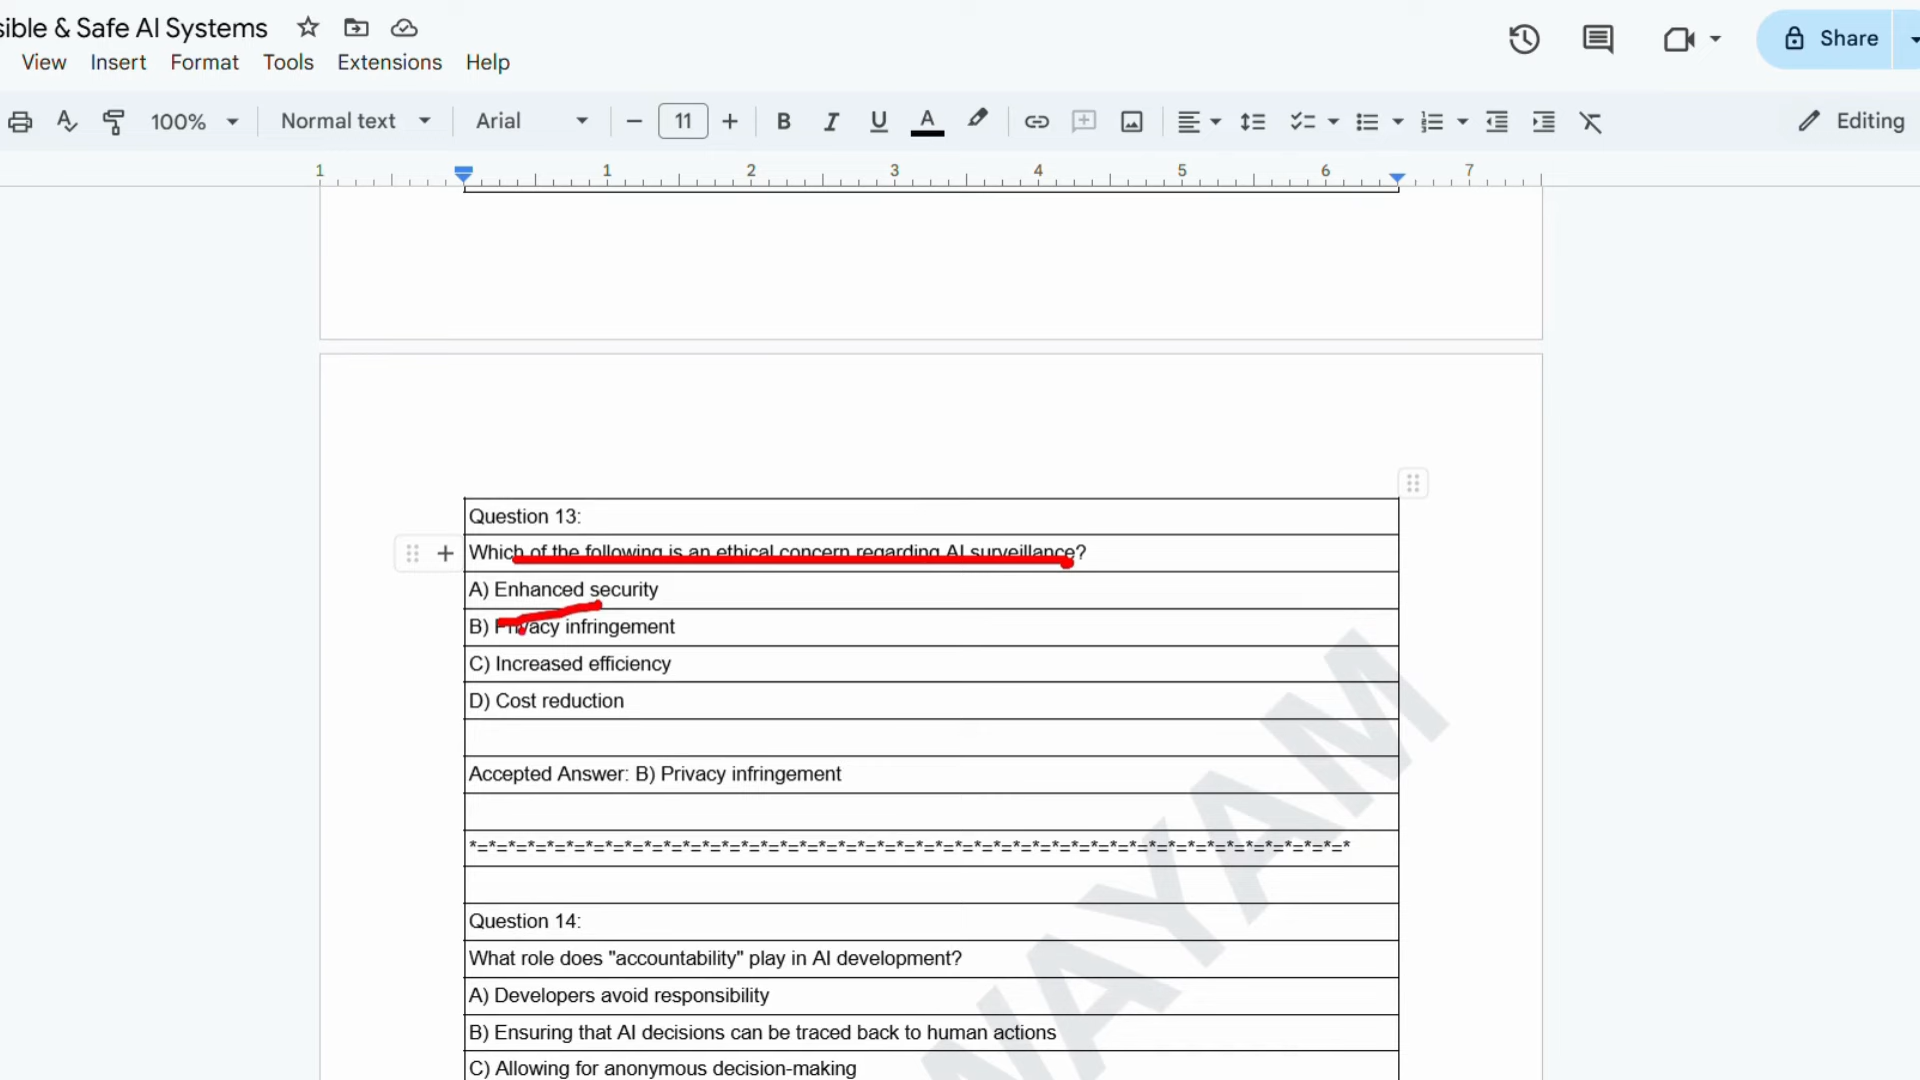 sible & Safe AI Systems
View Insert Format Tools Extensions Help
Share
100% Normal text Arial 11 Editing
1 1 2 3 4 5 6 7
Question 13:
Which of the following is an ethical concern regarding AI surveillance?
A) Enhanced security
B) Privacy infringement
C) Increased efficiency
D) Cost reduction
Accepted Answer: B) Privacy infringement
*=*=*=*=*=*=*=*=*=*=*=*=*=*=*=*=*=*=*=*=*=*=*=*=*=*=*=*=*=*=*=*=*=*=*=*=*=*=*=*=*=*=*=*=*=*
Question 14:
What role does "accountability" play in AI development?
A) Developers avoid responsibility
B) Ensuring that AI decisions can be traced back to human actions
C) Allowing for anonymous decision-making
WAYAM